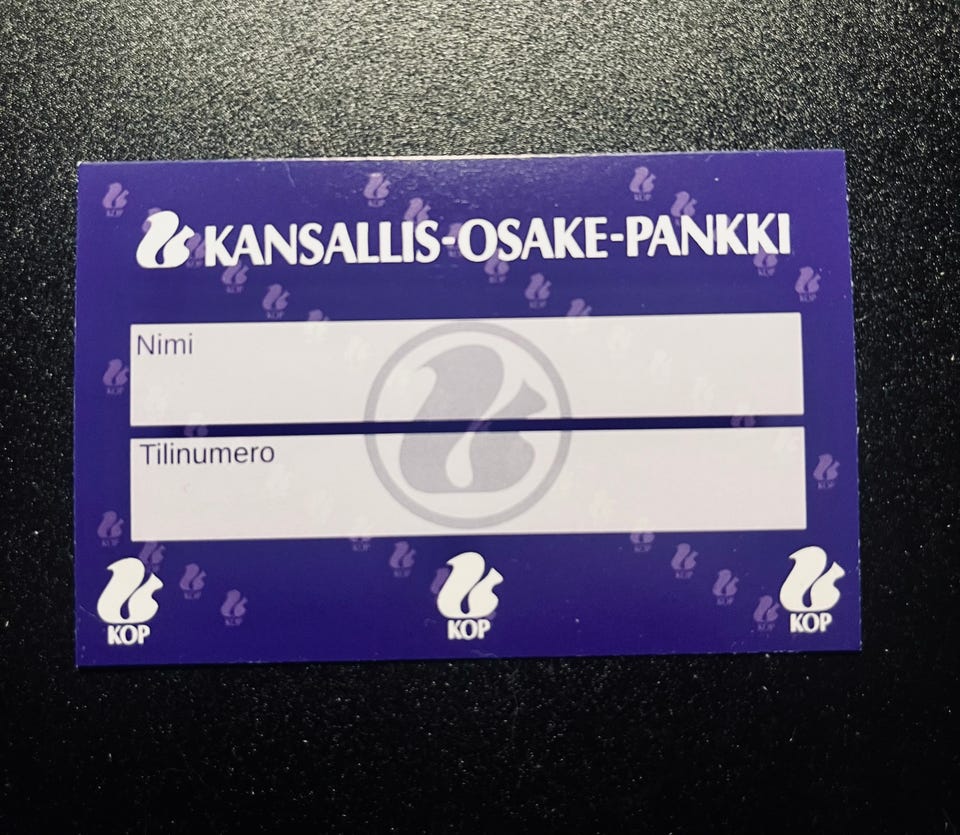 KANSALLIS-OSAKE-PANKKI
Nimi
Tilinumero
KOP
KOP
KOP